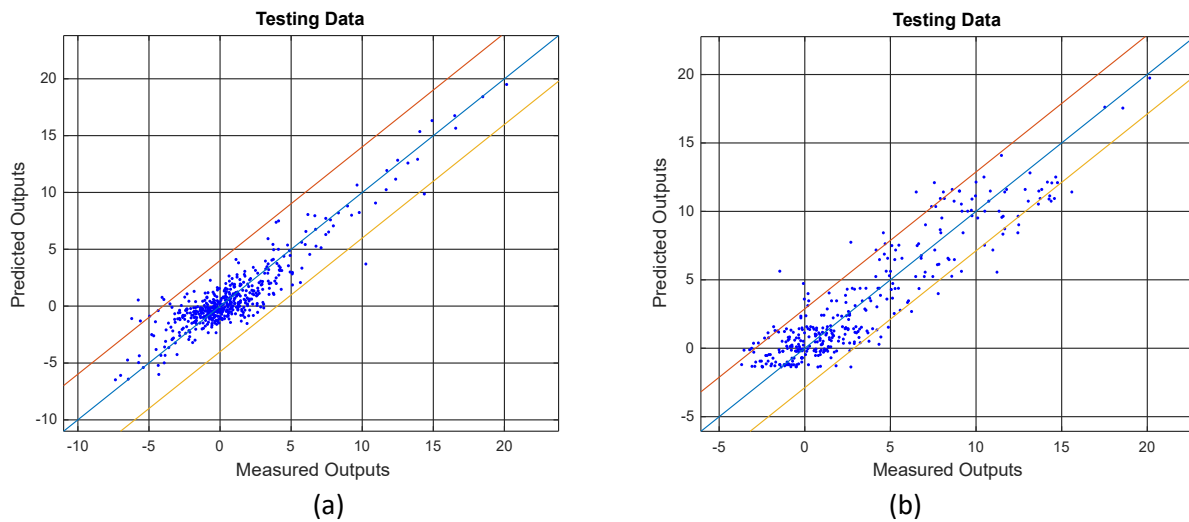 Testing Data
Predicted Outputs
20
15
10
5
0
-5
-10
-10 -5 0 5 10 15 20
Measured Outputs
(a)
Testing Data
Predicted Outputs
20
15
10
5
0
-5
-5 0 5 10 15 20
Measured Outputs
(b)